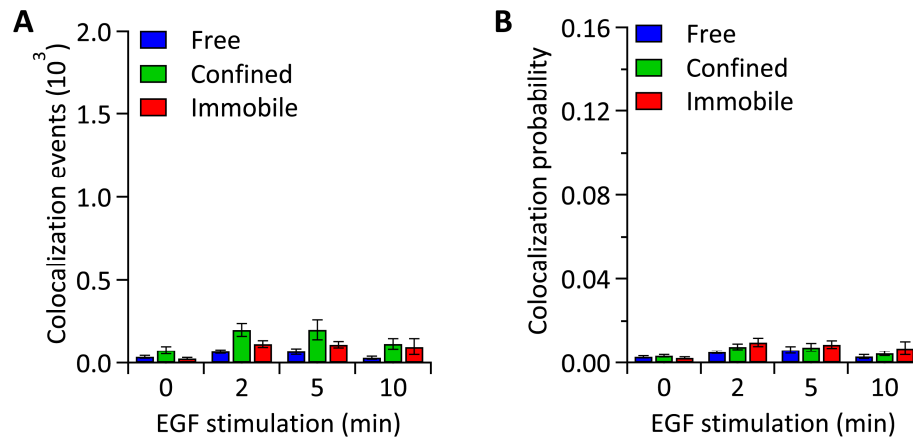 A
Colocalization events (10³)
2.0
1.5
1.0
0.5
0.0
Free
Confined
Immobile
0 2 5 10
EGF stimulation (min)
B
Colocalization probability
0.16
0.12
0.08
0.04
0.00
Free
Confined
Immobile
0 2 5 10
EGF stimulation (min)